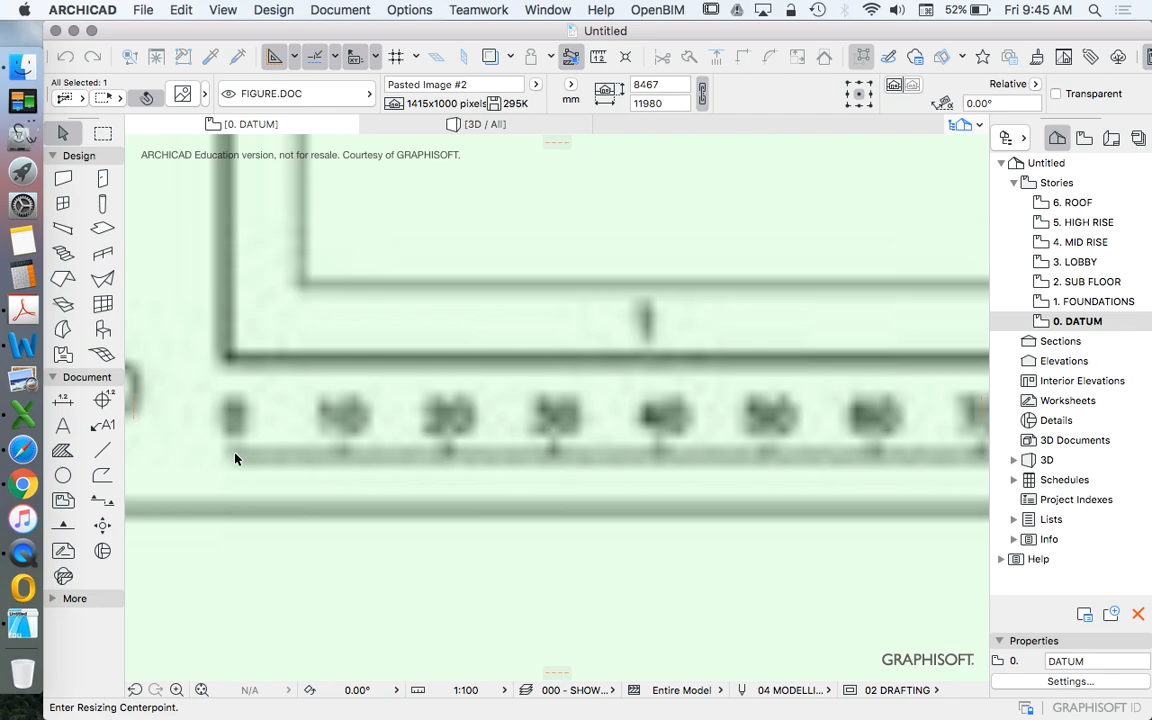 ARCHICAD File Edit View Design Document Options Teamwork Window Help OpenBIM 52% Fri 9:45 AM
Untitled
All Selected: 1
FIGURE.DOC
Pasted Image #2
1415x1000 pixels 295K
mm
8467
11980
Relative
0.00°
Transparent
[0. DATUM]
[3D / All]
ARCHICAD Education version, not for resale. Courtesy of GRAPHISOFT.
Design
Document
More
Untitled
Stories
6. ROOF
5. HIGH RISE
4. MID RISE
3. LOBBY
2. SUB FLOOR
1. FOUNDATIONS
0. DATUM
Sections
Elevations
Interior Elevations
Worksheets
Details
3D Documents
3D
Schedules
Project Indexes
Lists
Info
Help
Properties
0. DATUM
Settings...
GRAPHISOFT.
N/A 0.00° 1:100 000 - SHOW... Entire Model 04 MODELLI... 02 DRAFTING
Enter Resizing Centerpoint.
GRAPHISOFT ID